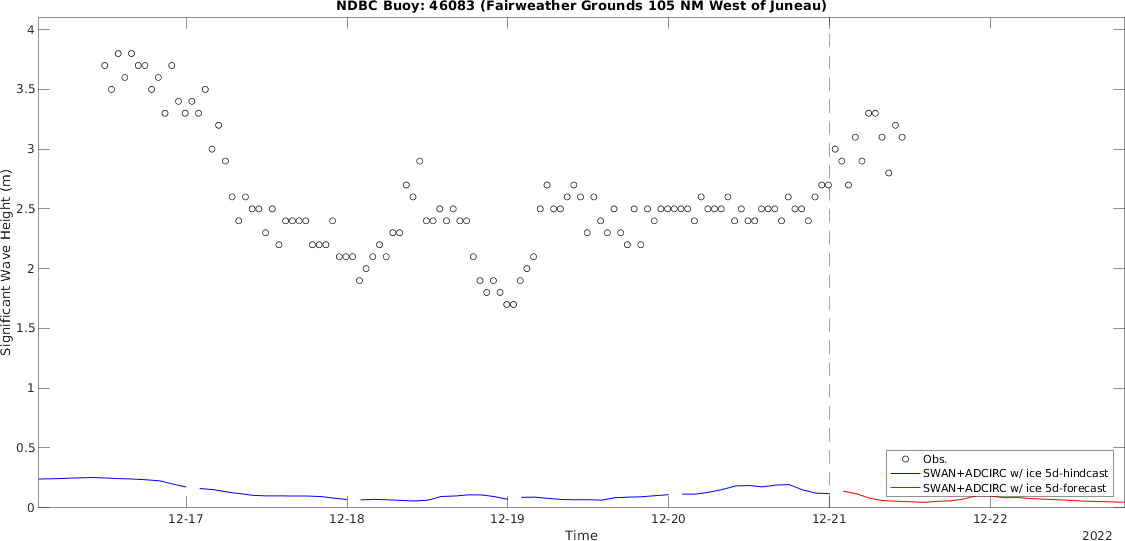 NDBC Buoy: 46083 (Fairweather Grounds 105 NM West of Juneau)
Significant Wave Height (m)
4
3.5
3
2.5
2
1.5
1
0.5
0
Obs.
SWAN+ADCIRC w/ ice 5d-hindcast
SWAN+ADCIRC w/ ice 5d-forecast
12-17 12-18 12-19 12-20 12-21 12-22
Time
2022